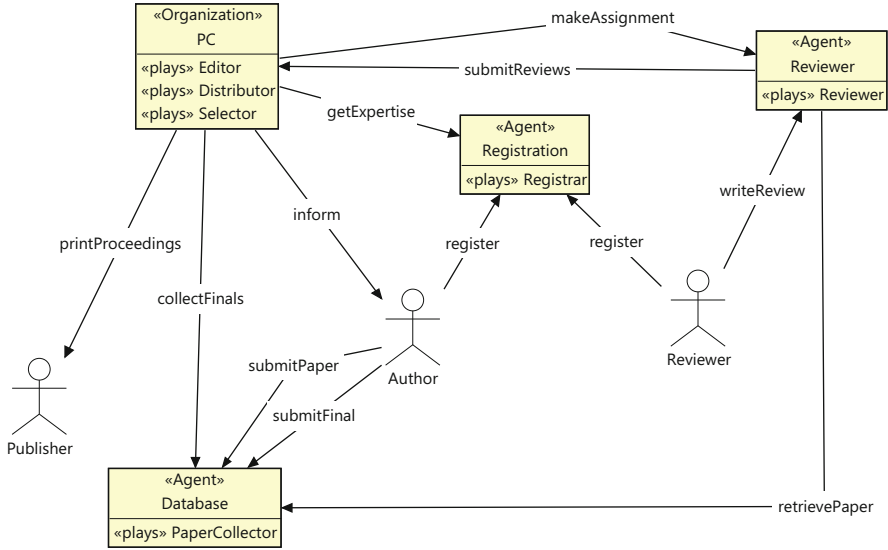 «Organization»
PC
«plays» Editor
«plays» Distributor
«plays» Selector
makeAssignment
submitReviews
«Agent»
Reviewer
«plays» Reviewer
getExpertise
«Agent»
Registration
«plays» Registrar
writeReview
inform
register
register
printProceedings
collectFinals
submitPaper
Author
Reviewer
submitFinal
Publisher
«Agent»
Database
«plays» PaperCollector
retrievePaper